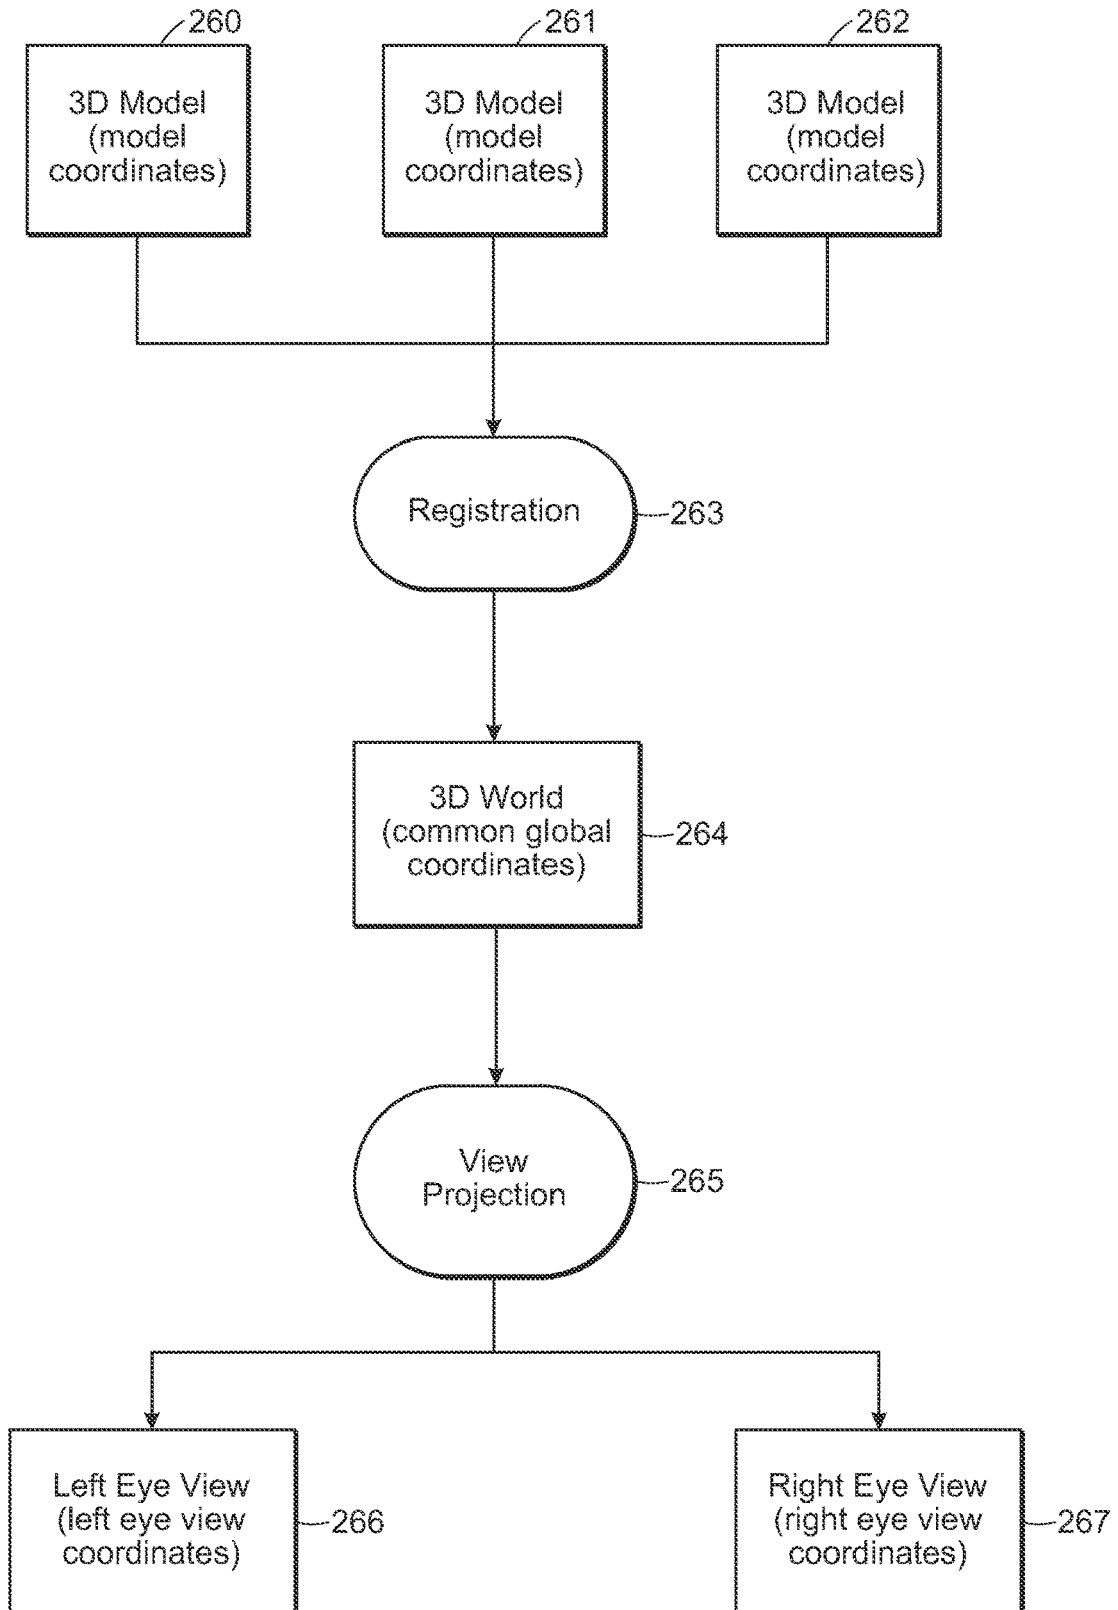 260
3D Model
(model
coordinates)
261
3D Model
(model
coordinates)
262
3D Model
(model
coordinates)
Registration
263
3D World
(common global
coordinates)
264
View
Projection
265
Left Eye View
(left eye view
coordinates)
266
Right Eye View
(right eye view
coordinates)
267